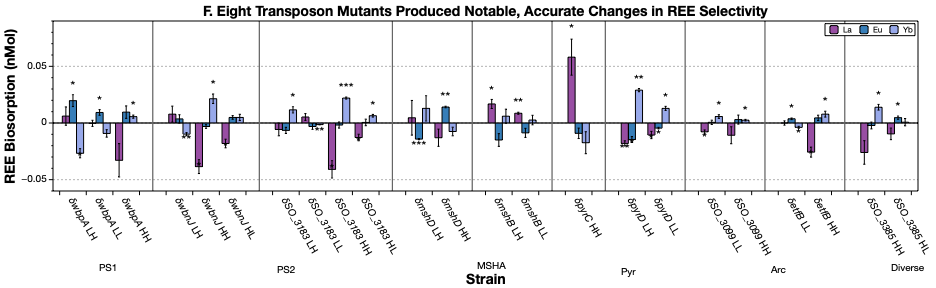 F. Eight Transposon Mutants Produced Notable, Accurate Changes in REE Selectivity
La Eu Yb
REE Biosorption (nMol)
0.05
0
−0.05
* * * *
** *
* *** *** *
*** **
* **
*
** ** * *
* * *
* * *
* *
δwbpA LH
δwbpA LL
δwbpA HH
δwbnJ LH
δwbnJ HH
δwbnJ HL
δSO_3183 LH
δSO_3183 LL
δSO_3183 HH
δSO_3183 HL
δmshD LH
δmshD HH
δmshB LH
δmshB LL
δpyrC HH
δpyrD LH
δpyrD LL
δSO_3099 LL
δSO_3099 HH
δetfB LL
δetfB HH
δSO_3385 HH
δSO_3385 HL
PS1 PS2 MSHA Pyr Arc Diverse
Strain